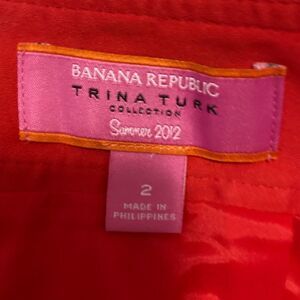 BANANA REPUBLIC
TRINA TURK
COLLECTION
Summer 2012
2
MADE IN
PHILIPPINES